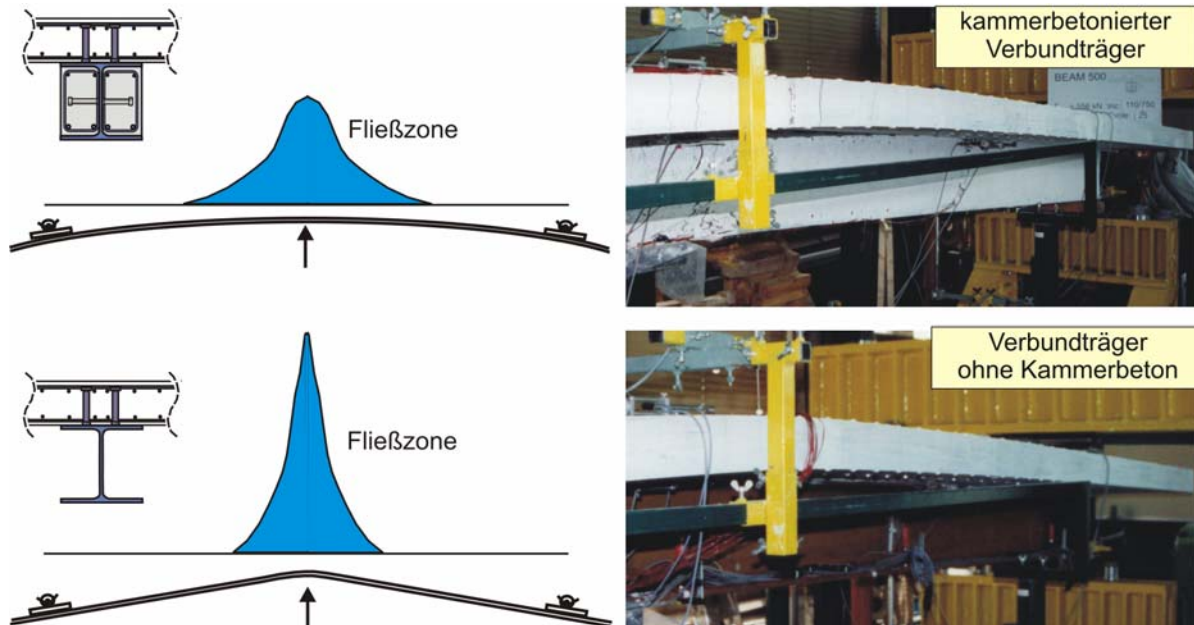 kammerbetonierter
Verbundträger
Fließzone
BEAM 500
Verbundträger
ohne Kammerbeton
Fließzone